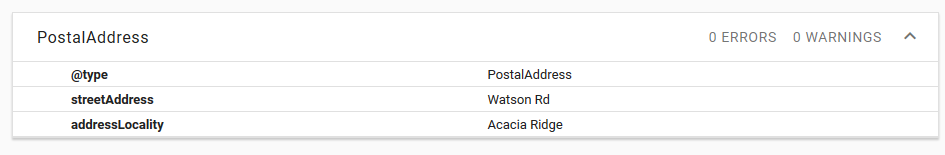 PostalAddress 0 ERRORS 0 WARNINGS
@type PostalAddress
streetAddress Watson Rd
addressLocality Acacia Ridge